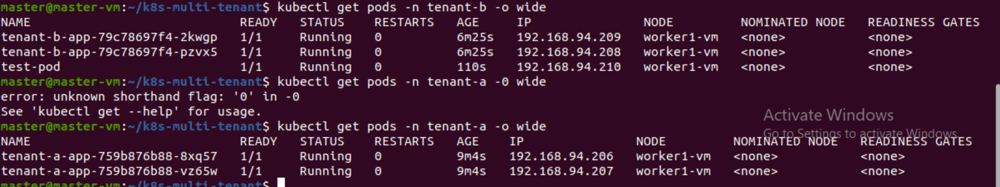 master@master-vm:~/k8s-multi-tenant$ kubectl get pods -n tenant-b -o wide
NAME READY STATUS RESTARTS AGE IP NODE NOMINATED NODE READINESS GATES
tenant-b-app-79c78697f4-2kwgp 1/1 Running 0 6m25s 192.168.94.209 worker1-vm <none> <none>
tenant-b-app-79c78697f4-pzvx5 1/1 Running 0 6m25s 192.168.94.208 worker1-vm <none> <none>
test-pod 1/1 Running 0 110s 192.168.94.210 worker1-vm <none> <none>
master@master-vm:~/k8s-multi-tenant$ kubectl get pods -n tenant-a -0 wide
error: unknown shorthand flag: '0' in -0
See 'kubectl get --help' for usage.
master@master-vm:~/k8s-multi-tenant$ kubectl get pods -n tenant-a -o wide
NAME READY STATUS RESTARTS AGE IP NODE NOMINATED NODE READINESS GATES
tenant-a-app-759b876b88-8xq57 1/1 Running 0 9m4s 192.168.94.206 worker1-vm <none> <none>
tenant-a-app-759b876b88-vz65w 1/1 Running 0 9m4s 192.168.94.207 worker1-vm <none> <none>
master@master-vm:~/k8s-multi-tenant$
Activate Windows
Go to Settings to activate Windows.